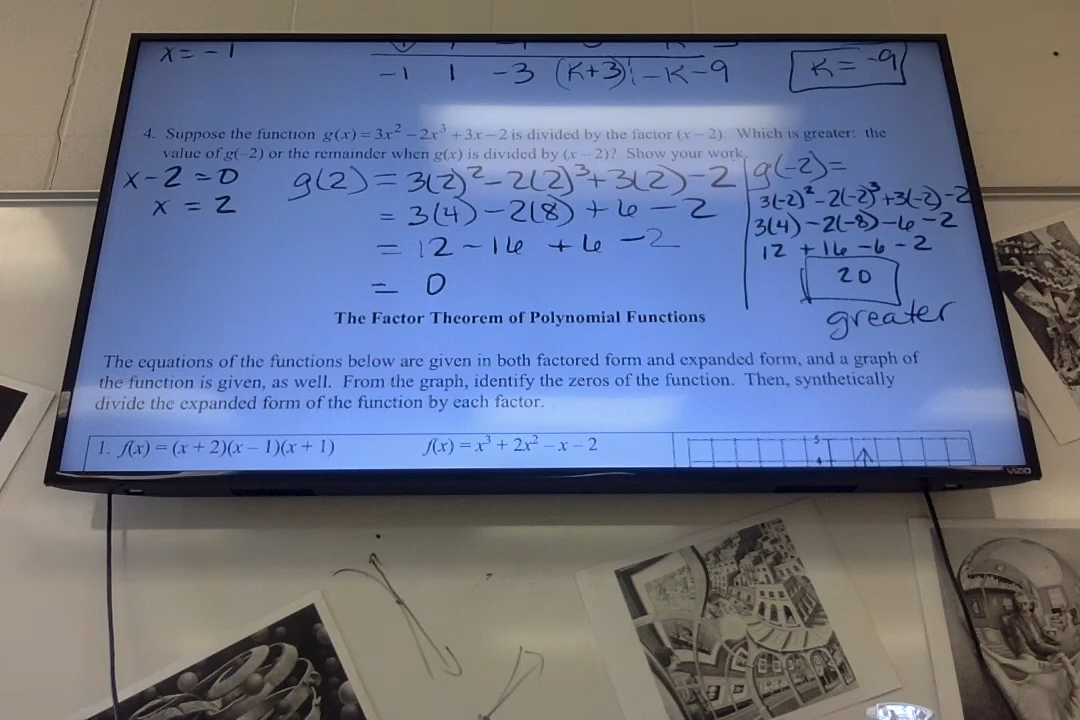 x = -1
-1 1 -3 (K+3) -K-9
K = -9
4. Suppose the function g(x) = 3x² – 2x³ + 3x – 2 is divided by the factor (x – 2). Which is greater: the
value of g(-2) or the remainder when g(x) is divided by (x – 2)? Show your work.
x-2=0
x = 2
g(2) = 3(2)²-2(2)³+3(2)-2
= 3(4) - 2(8) + 6 - 2
= 12 - 16 + 6 - 2
= 0
g(-2)=
3(-2)²-2(-2)³+3(-2)-2
3(4)-2(-8)-6-2
12 +16 -6 -2
20
greater
The Factor Theorem of Polynomial Functions
The equations of the functions below are given in both factored form and expanded form, and a graph of
the function is given, as well. From the graph, identify the zeros of the function. Then, synthetically
divide the expanded form of the function by each factor.
1. f(x) = (x + 2)(x – 1)(x + 1) f(x) = x³ + 2x² – x – 2
5
VIZIO